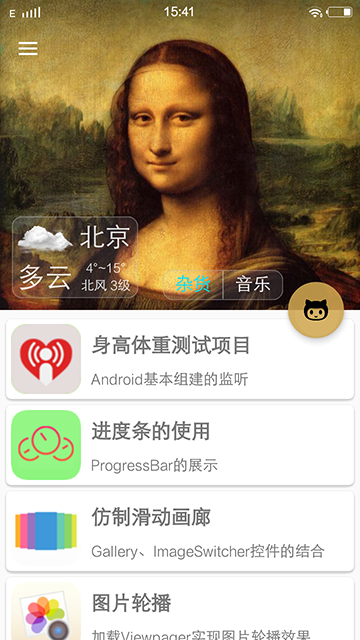 E 15:41
北京
多云
4°~15°
北风 3级
杂货 音乐
身高体重测试项目
Android基本组建的监听
进度条的使用
ProgressBar的展示
仿制滑动画廊
Gallery、ImageSwitcher控件的结合
图片轮播
加载Viewpager实现图片轮播效果